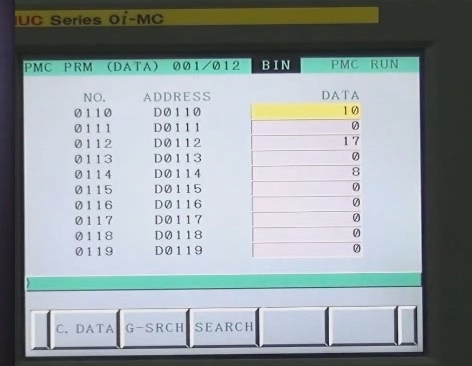 UC Series 0i-MC
PMC PRM (DATA) 001/012 BIN PMC RUN
NO. ADDRESS DATA
0110 D0110 10
0111 D0111 0
0112 D0112 17
0113 D0113 0
0114 D0114 8
0115 D0115 0
0116 D0116 0
0117 D0117 0
0118 D0118 0
0119 D0119 0
)
C. DATA G-SRCH SEARCH